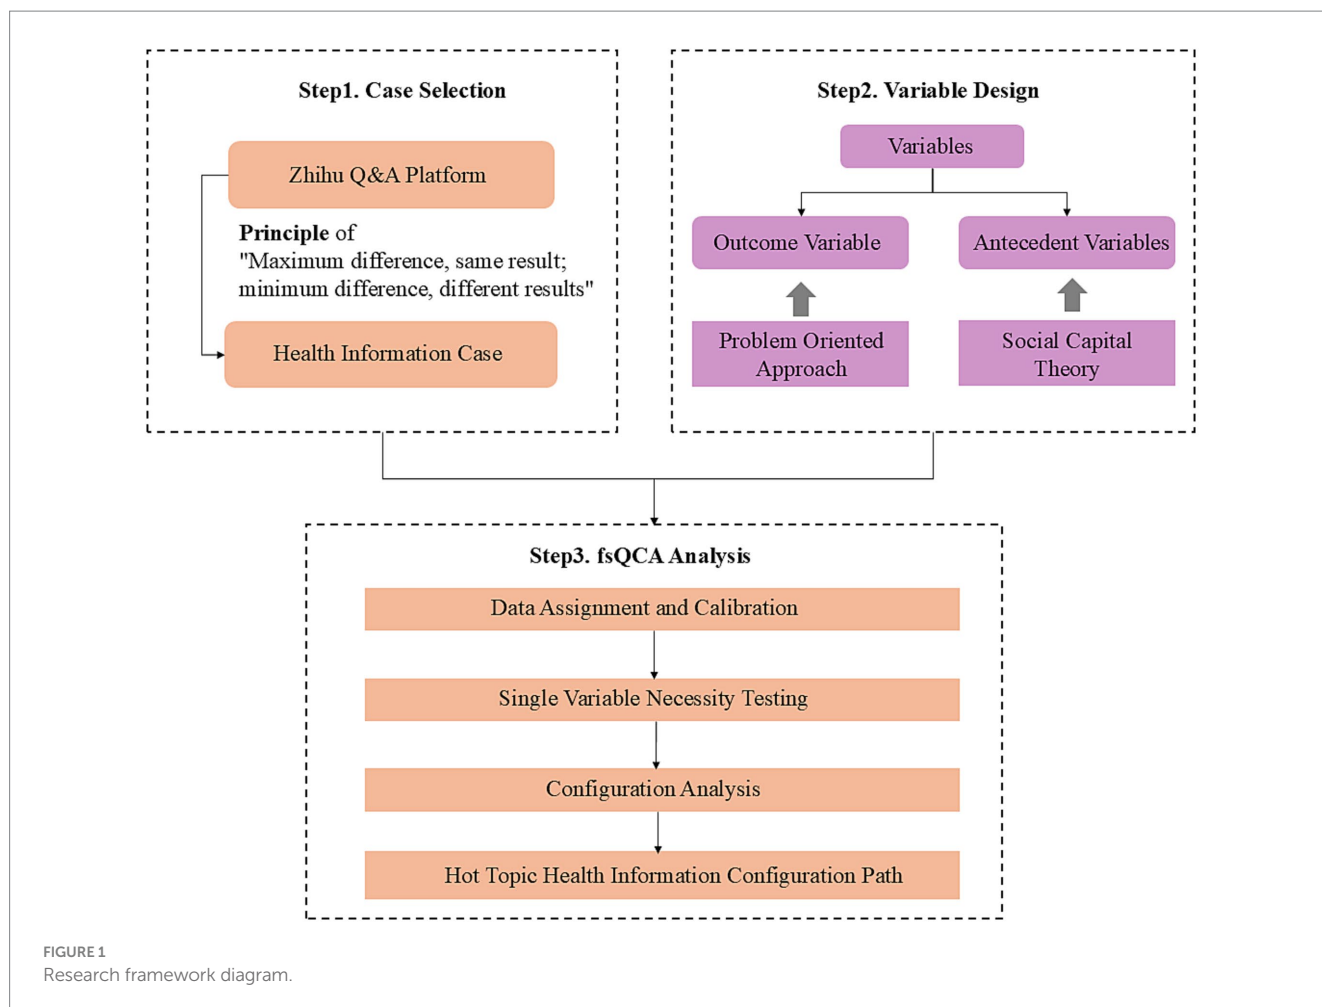 Step1. Case Selection
Zhihu Q&A Platform
Principle of
"Maximum difference, same result;
minimum difference, different results"
Health Information Case
Step2. Variable Design
Variables
Outcome Variable
Antecedent Variables
Problem Oriented
Approach
Social Capital
Theory
Step3. fsQCA Analysis
Data Assignment and Calibration
Single Variable Necessity Testing
Configuration Analysis
Hot Topic Health Information Configuration Path
FIGURE 1
Research framework diagram.